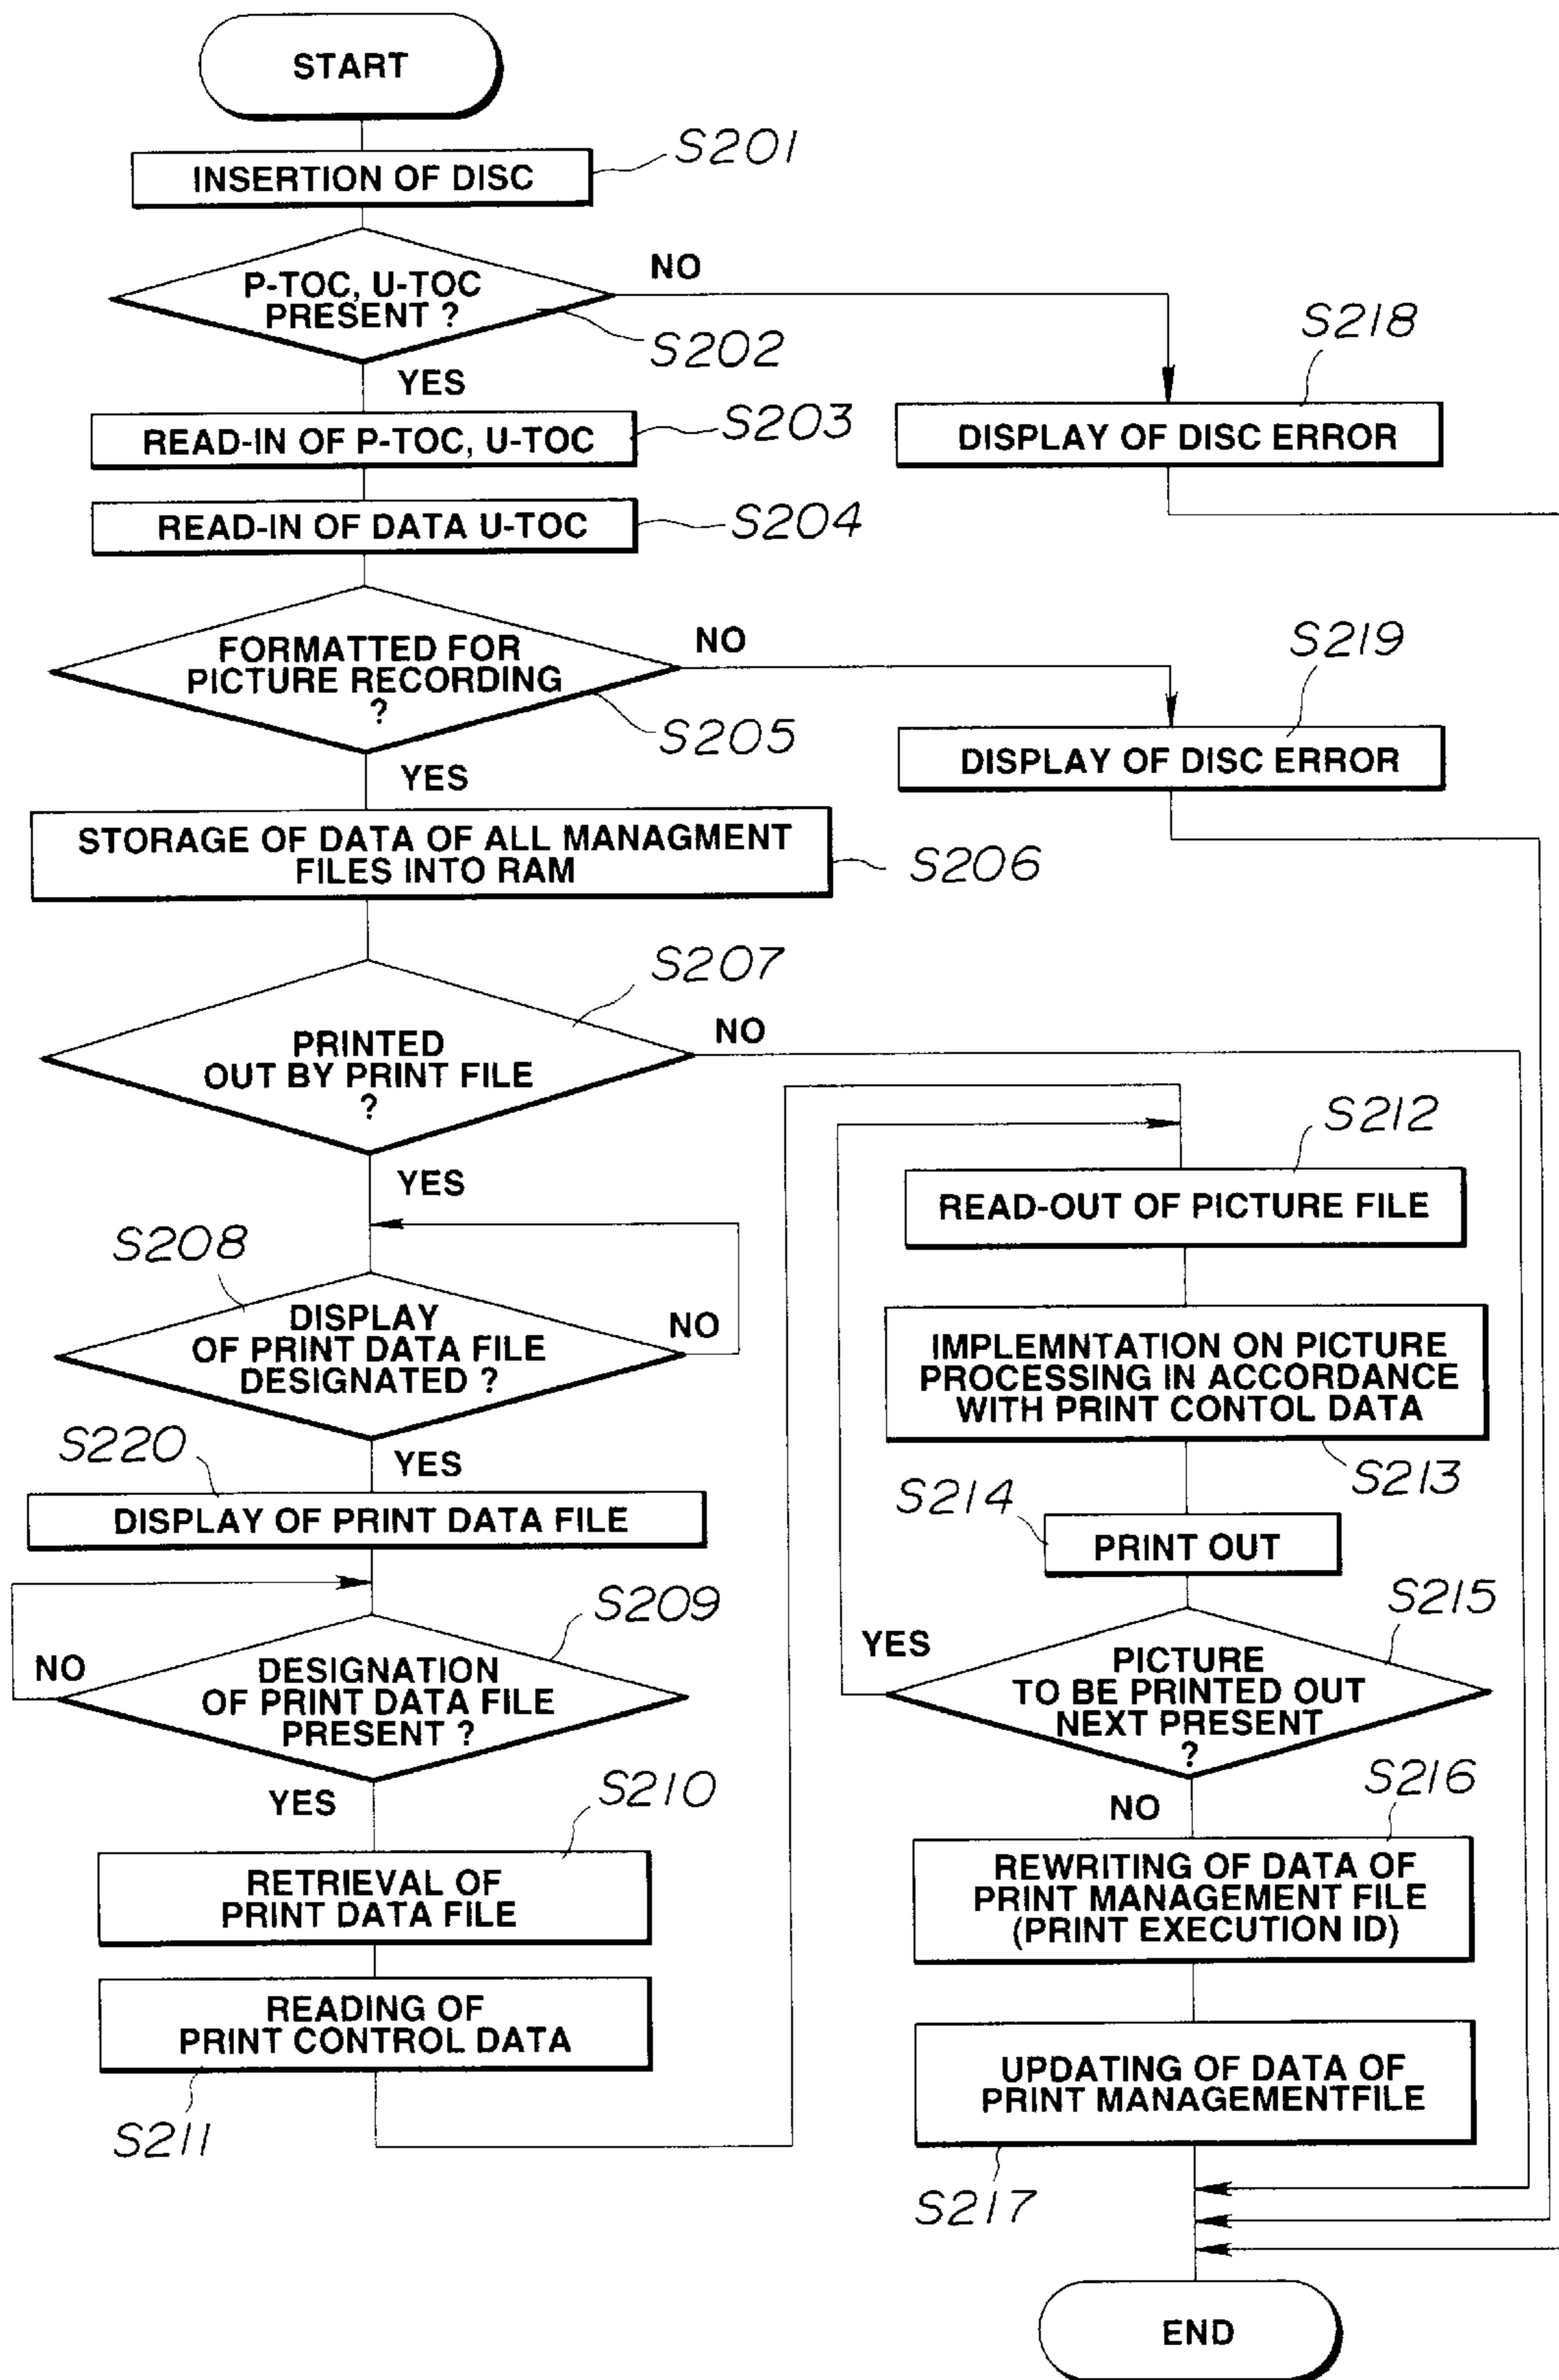 START
INSERTION OF DISC
S201
P-TOC, U-TOC
PRESENT ?
NO
S202
YES
READ-IN OF P-TOC, U-TOC
S203
S218
DISPLAY OF DISC ERROR
READ-IN OF DATA U-TOC
S204
FORMATTED FOR
PICTURE RECORDING
?
NO
S205
YES
S219
DISPLAY OF DISC ERROR
STORAGE OF DATA OF ALL MANAGMENT
FILES INTO RAM
S206
S207
PRINTED
OUT BY PRINT FILE
?
NO
YES
S208
DISPLAY
OF PRINT DATA FILE
DESIGNATED ?
NO
YES
S220
DISPLAY OF PRINT DATA FILE
S209
DESIGNATION
OF PRINT DATA FILE
PRESENT ?
NO
YES
S210
RETRIEVAL OF
PRINT DATA FILE
READING OF
PRINT CONTROL DATA
S211
S212
READ-OUT OF PICTURE FILE
IMPLEMNTATION ON PICTURE
PROCESSING IN ACCORDANCE
WITH PRINT CONTOL DATA
S213
S214
PRINT OUT
S215
YES
PICTURE
TO BE PRINTED OUT
NEXT PRESENT
?
NO
S216
REWRITING OF DATA OF
PRINT MANAGEMENT FILE
(PRINT EXECUTION ID)
UPDATING OF DATA OF
PRINT MANAGEMENTFILE
S217
END